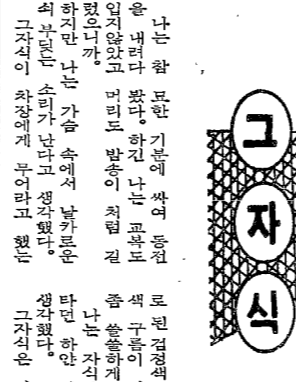 그자식
나는 참 묘한 기분에 싸여 동전
을 내려다 봤다. 하긴 나는 교복도
입지않았고 머리도 밤송이 처럼 길
렀으니까.
하지만 나는 가슴 속에서 날카로운
쇠 부딪는 소리가 난다고 생각했다.
그자식이 차장에게 무어라고 했는
로 된 겁정색
색 구름이
좀 쓸쓸하게
나는 자식
타던 하얀
생각했다.
그자식은